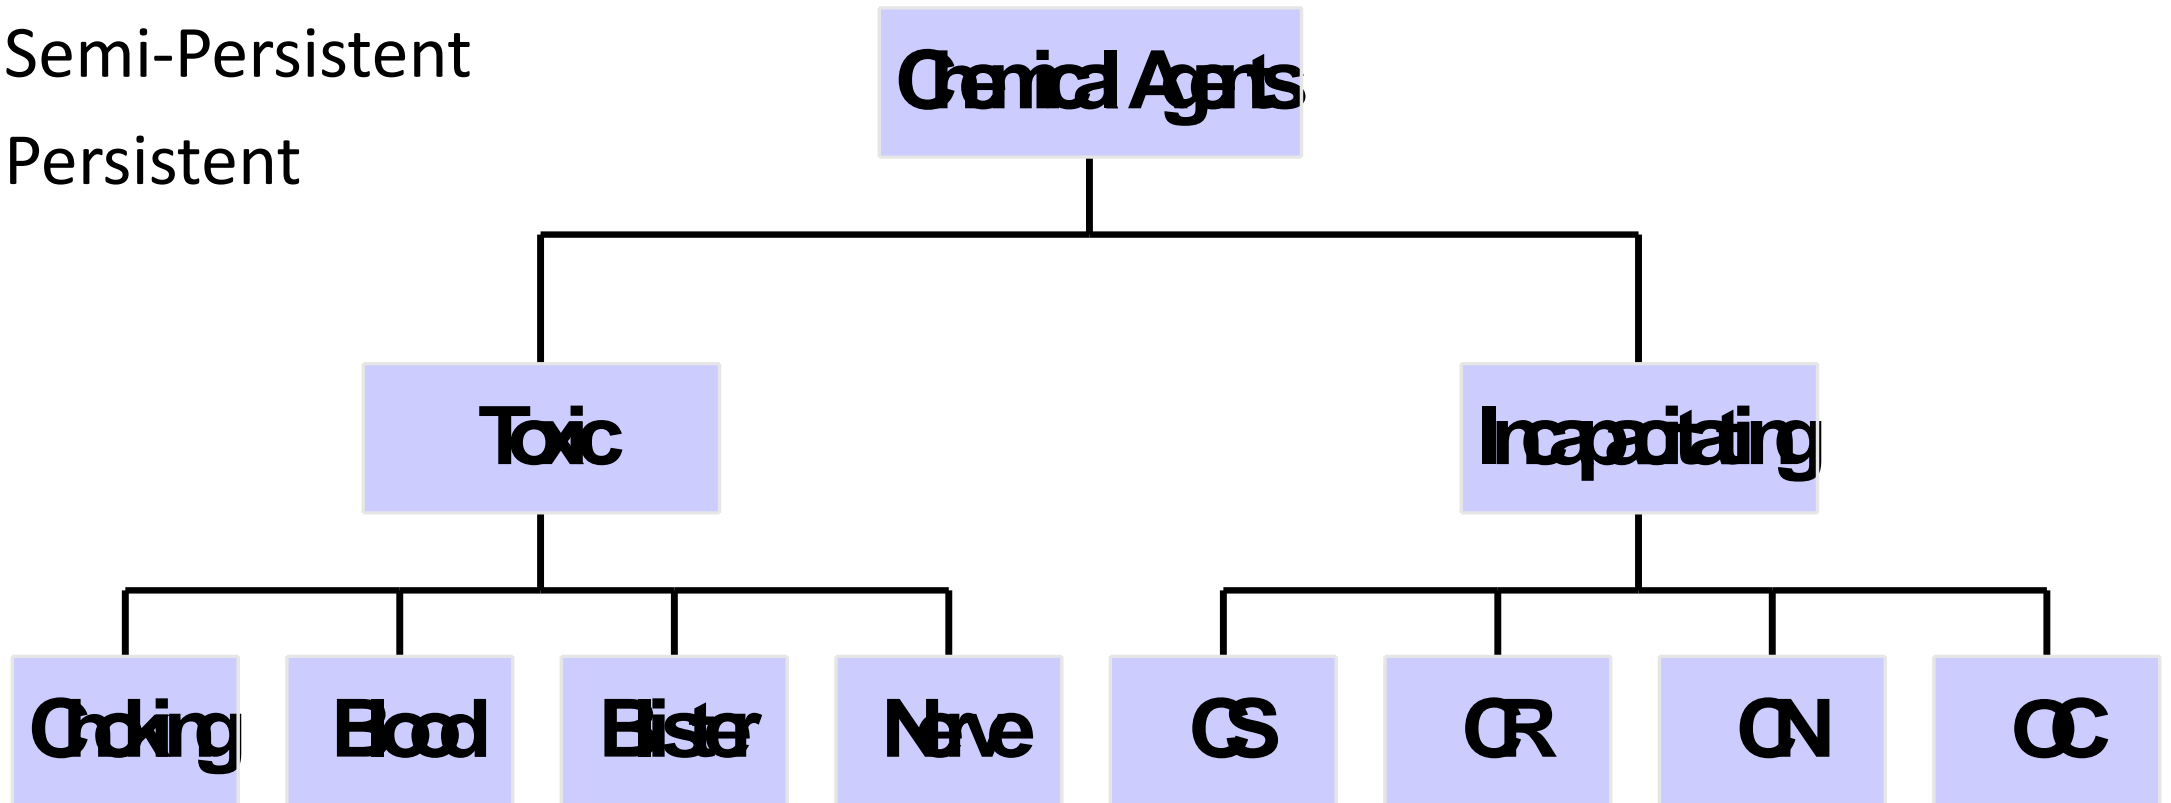 Semi-Persistent
Persistent
Chemical Agents
Toxic
Incapacitating
Choking
Blood
Blister
Nerve
CS
CR
CN
OC